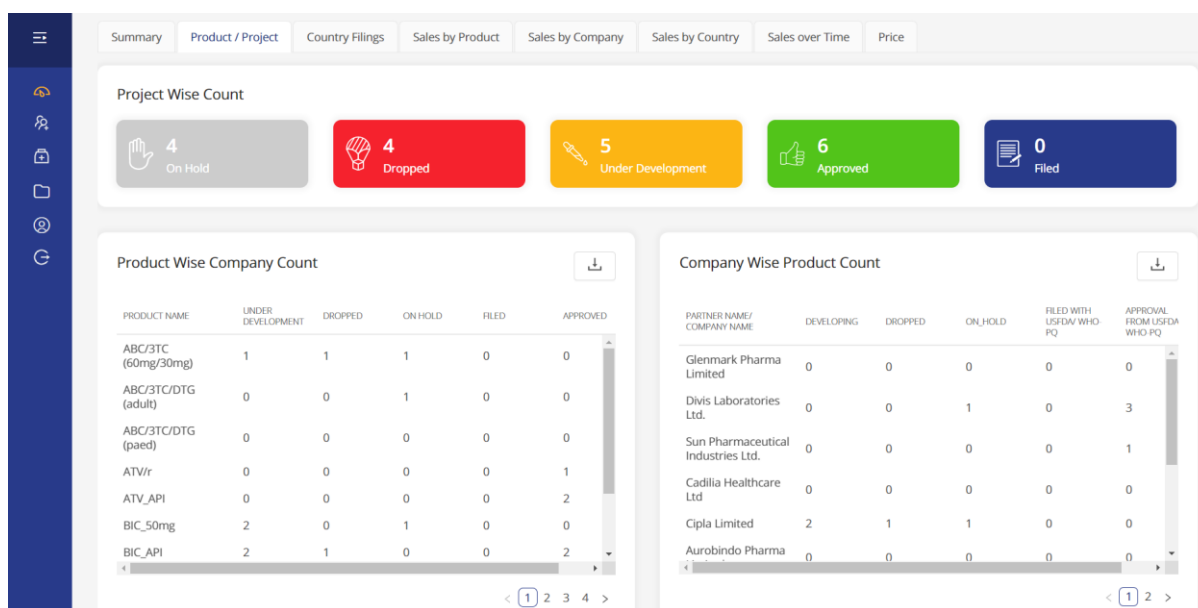 Summary Product / Project Country Filings Sales by Product Sales by Company Sales by Country Sales over Time Price
Project Wise Count
4
On Hold
4
Dropped
5
Under Development
6
Approved
0
Filed
Product Wise Company Count
PRODUCT NAME UNDER DEVELOPMENT DROPPED ON HOLD FILED APPROVED
ABC/3TC (60mg/30mg) 1 1 1 0 0
ABC/3TC/DTG (adult) 0 0 1 0 0
ABC/3TC/DTG (paed) 0 0 0 0 0
ATV/r 0 0 0 0 1
ATV_API 0 0 0 0 2
BIC_50mg 2 0 1 0 0
BIC_API 2 1 0 0 2
< 1 2 3 4 >
Company Wise Product Count
PARTNER NAME/ COMPANY NAME DEVELOPING DROPPED ON_HOLD FILED WITH USFDA/ WHO PQ APPROVAL FROM USFDA WHO PQ
Glenmark Pharma Limited 0 0 0 0 0
Divis Laboratories Ltd. 0 0 1 0 3
Sun Pharmaceutical Industries Ltd. 0 0 0 0 1
Cadilia Healthcare Ltd 0 0 0 0 0
Cipla Limited 2 1 1 0 0
Aurobindo Pharma 0 0 0 0 0
< 1 2 >